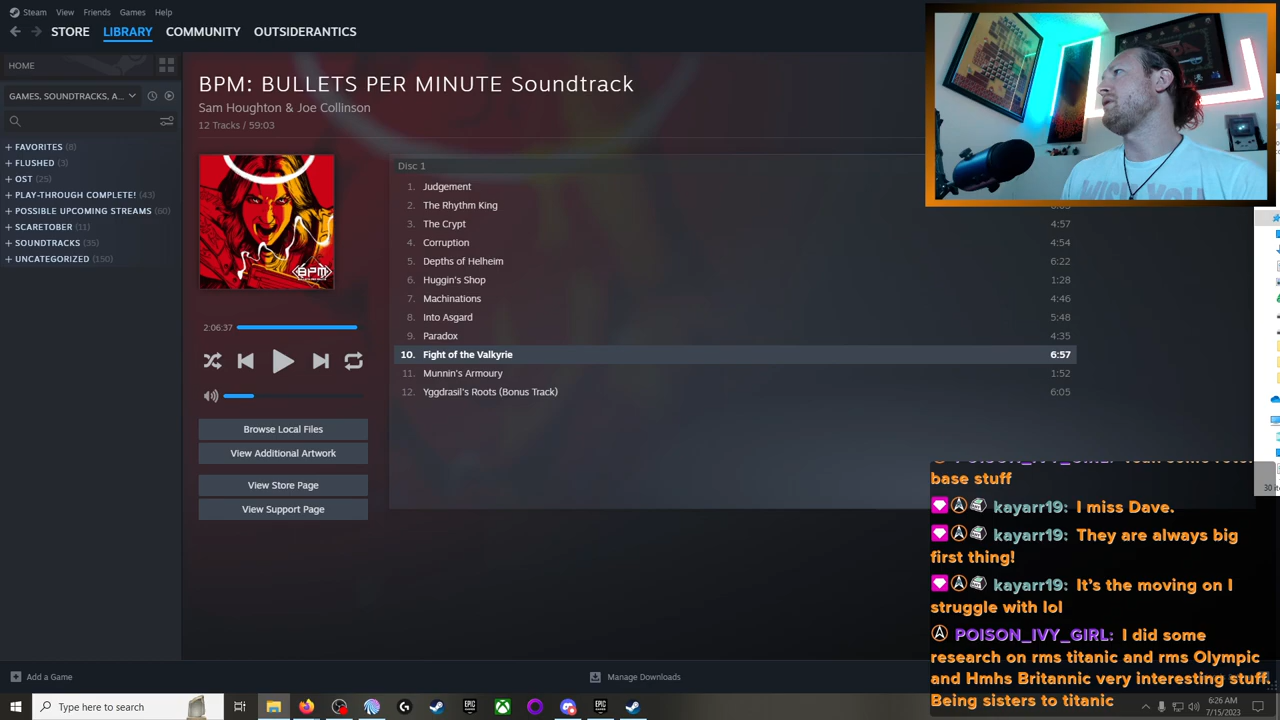 Steam View Friends Games Help
STORE LIBRARY COMMUNITY OUTSIDERANTICS
HOME
GAMES, SOUNDTRACKS, A...
+ FAVORITES (8)
+ FLUSHED (3)
+ OST (25)
+ PLAY-THROUGH COMPLETE! (43)
+ POSSIBLE UPCOMING STREAMS (60)
+ SCARETOBER (11)
+ SOUNDTRACKS (35)
+ UNCATEGORIZED (150)
BPM: BULLETS PER MINUTE Soundtrack
Sam Houghton & Joe Collinson
12 Tracks / 59:03
BPM
2:06:37
Browse Local Files
View Additional Artwork
View Store Page
View Support Page
Disc 1
1. Judgement
2. The Rhythm King
3. The Crypt 4:57
4. Corruption 4:54
5. Depths of Helheim 6:22
6. Huggin's Shop 1:28
7. Machinations 4:46
8. Into Asgard 5:48
9. Paradox 4:35
10. Fight of the Valkyrie 6:57
11. Munnin's Armoury 1:52
12. Yggdrasil's Roots (Bonus Track) 6:05
base stuff
kayarr19: I miss Dave.
kayarr19: They are always big
first thing!
kayarr19: It's the moving on I
struggle with lol
POISON_IVY_GIRL: I did some
research on rms titanic and rms Olympic
and Hmhs Britannic very interesting stuff.
Being sisters to titanic
Add a Game
Manage Downloads
Type here to search
EPIC
EPIC
6:26 AM
7/15/2023